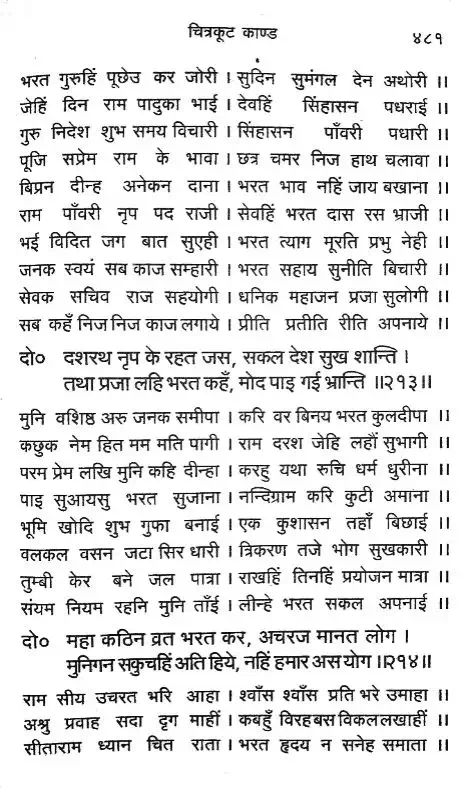 चित्रकूट काण्ड
४८१
भरत गुरुहिं पूछेउ कर जोरी । सुदिन सुमंगल देन अथोरी ।।
जेहिं दिन राम पादुका भाई । देवहिं सिंहासन पधराई ।।
गुरु निदेश शुभ समय विचारी । सिंहासन पाँवरी पधारी ।।
पूजि सप्रेम राम के भावा । छत्र चमर निज हाथ चलावा ।।
बिप्रन दीन्ह अनेकन दाना । भरत भाव नहिं जाय बखाना ।।
राम पाँवरी नृप पद राजी । सेवहिं भरत दास रस भ्राजी ।।
भई विदित जग बात सुएही । भरत त्याग मूरति प्रभु नेही ।।
जनक स्वयं सब काज सम्हारी । भरत सहाय सुनीति बिचारी ।।
सेवक सचिव राज सहयोगी । धनिक महाजन प्रजा सुलोगी ।।
सब कहँ निज निज काज लगाये । प्रीति प्रतीति रीति अपनाये ।।
दो० दशरथ नृप के रहत जस, सकल देश सुख शान्ति ।
तथा प्रजा लहि भरत कहँ, मोद पाइ गई भ्रान्ति ।।२१३।।
मुनि वशिष्ठ अरु जनक समीपा । करि वर बिनय भरत कुलदीपा ।।
कछुक नेम हित मम मति पागी । राम दरश जेहि लहौं सुभागी ।।
परम प्रेम लखि मुनि कहि दीन्हा । करहु यथा रुचि धर्म धुरीना ।।
पाइ सुआयसु भरत सुजाना । नन्दिग्राम करि कुटी अमाना ।।
भूमि खोदि शुभ गुफा बनाई । एक कुशासन तहाँ बिछाई ।।
वलकल वसन जटा सिर धारी । त्रिकरण तजे भोग सुखकारी ।।
तुम्बी केर बने जल पात्रा । राखहिं तिनहिं प्रयोजन मात्रा ।।
संयम नियम रहनि मुनि ताँई । लीन्हे भरत सकल अपनाई ।।
दो० महा कठिन व्रत भरत कर, अचरज मानत लोग ।
मुनिगन सकुचहिं अति हिये, नहिं हमार अस योग ।।२१४।।
राम सीय उचरत भरि आहा । श्वाँस श्वाँस प्रति भरे उमाहा ।।
अश्रु प्रवाह सदा दृग माहीं । कबहुँ विरहबस विकल लखाहीं ।।
सीताराम ध्यान चित राता । भरत हृदय न सनेह समाता ।।